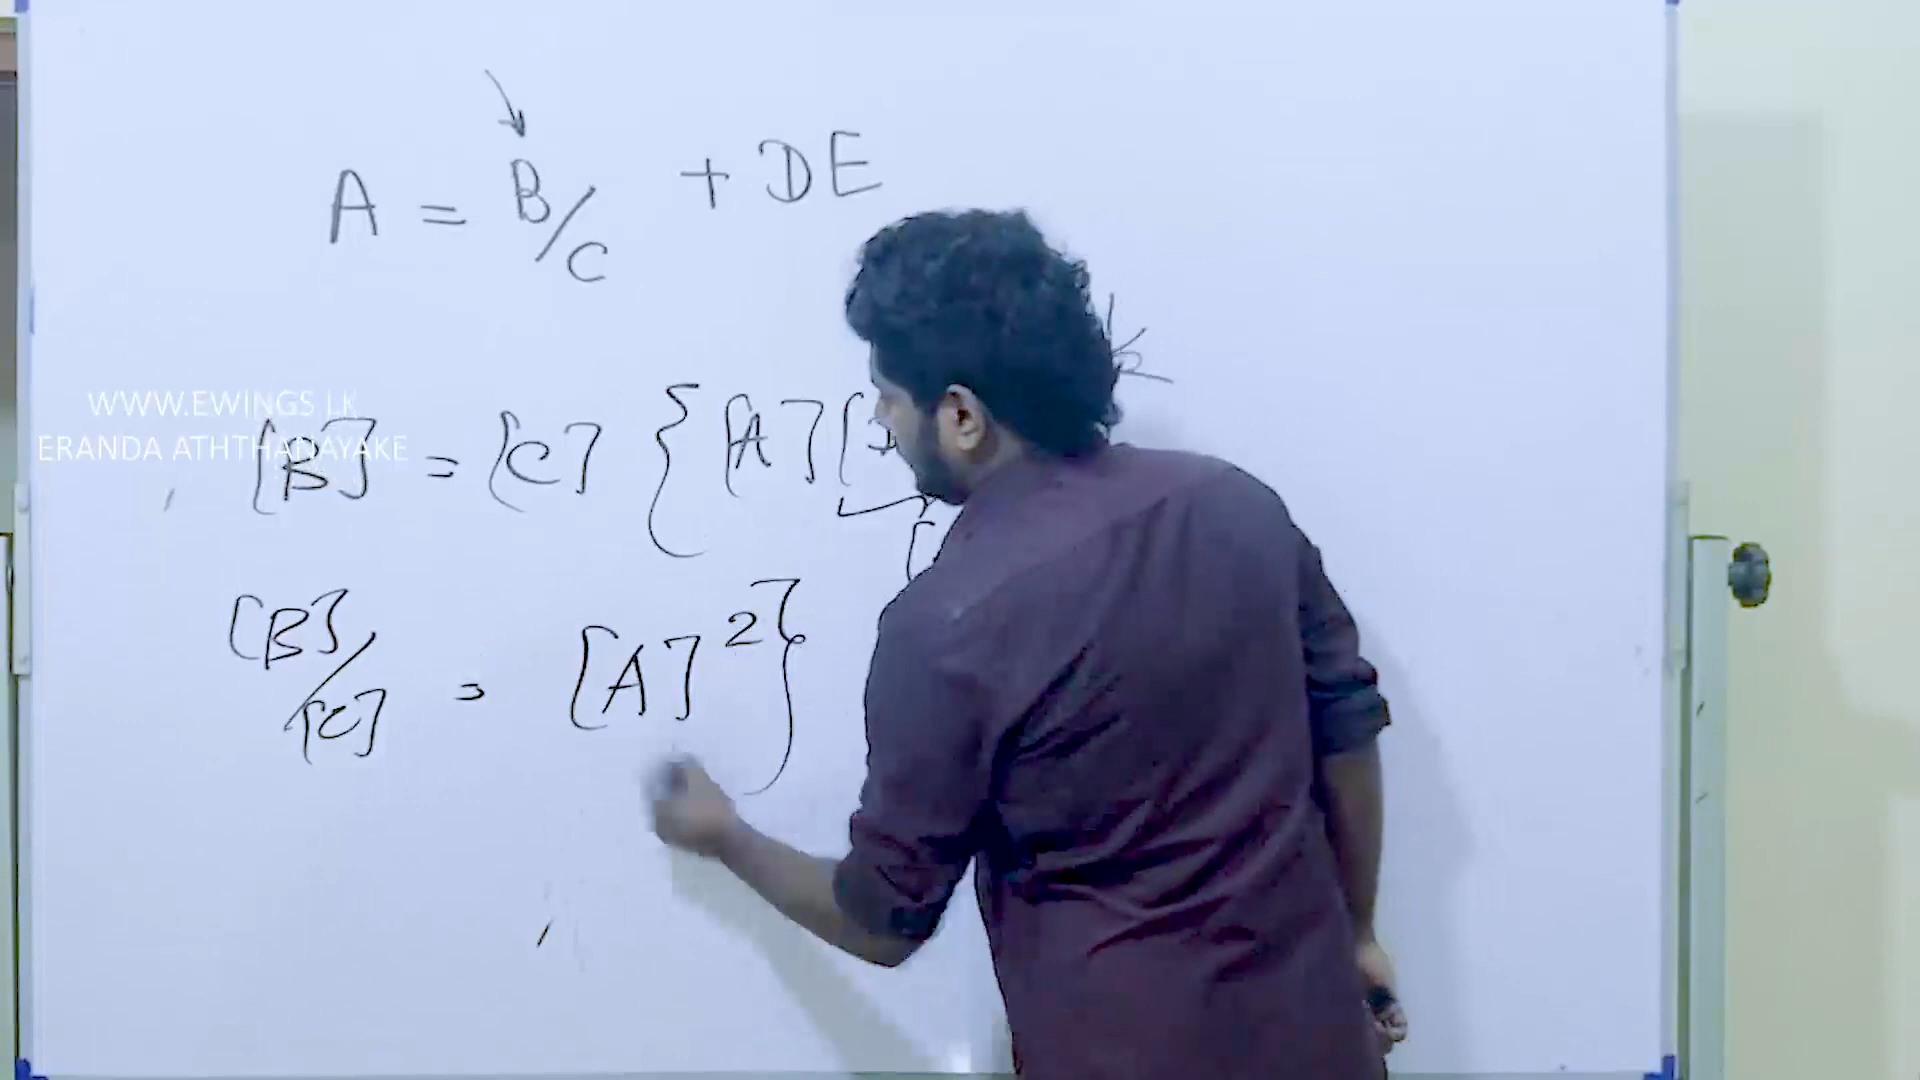 A = B/C + DE
WWW.EWINGS.LK
ERANDA ATHTHANAYAKE
[B] = [C] { [A] [
[B]/[C] = [A]²}